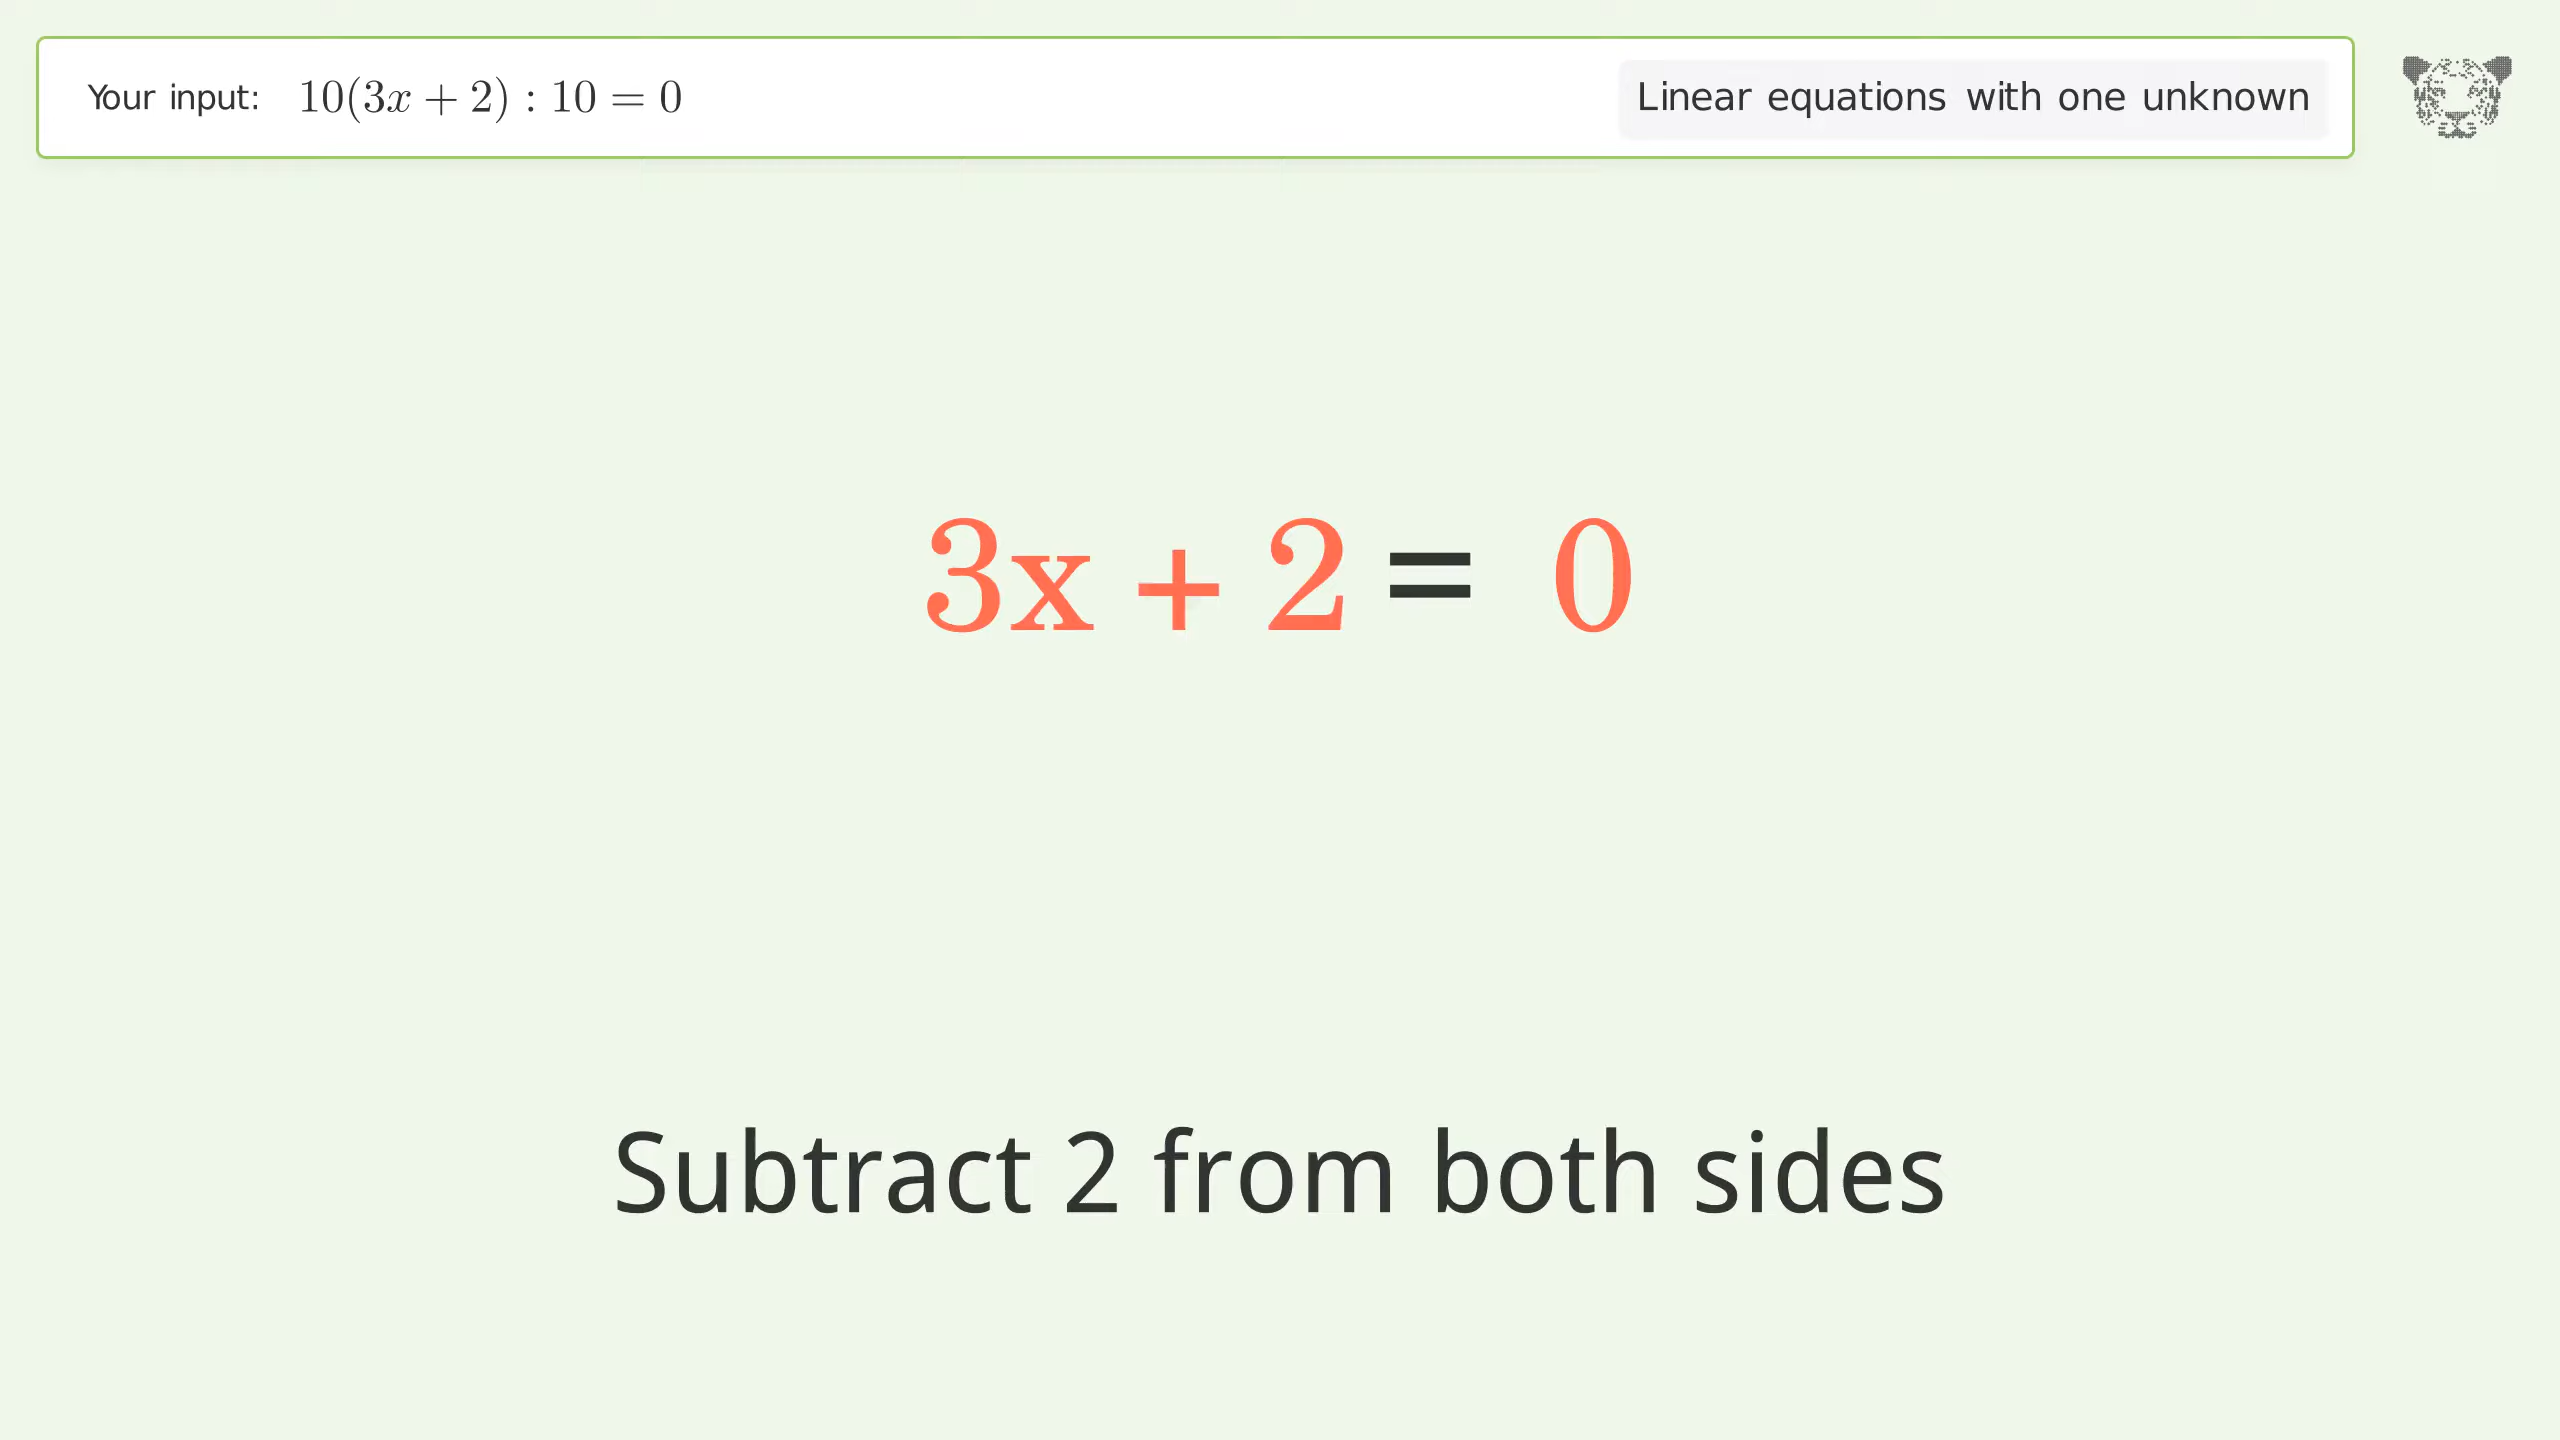 Your input: 10(3x + 2) : 10 = 0
Linear equations with one unknown
3x + 2 = 0
Subtract 2 from both sides